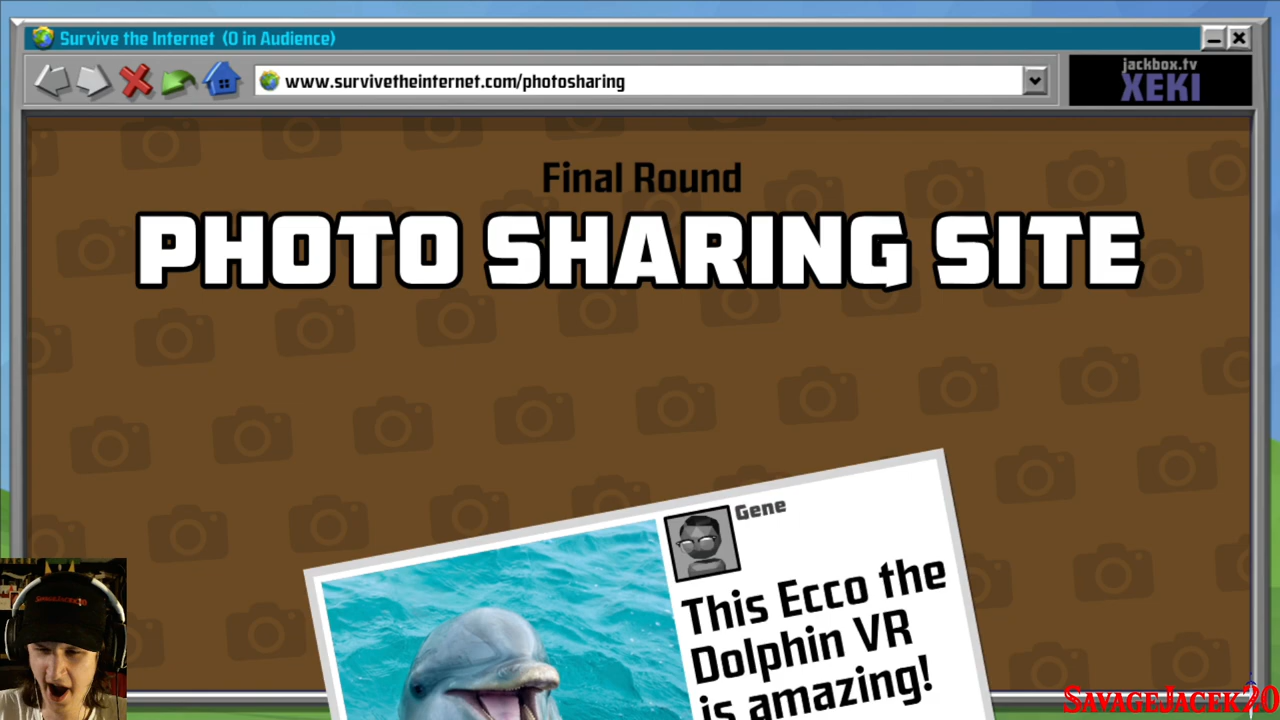 Survive the Internet (0 in Audience)
www.survivetheinternet.com/photosharing
jackbox.tv
XEKI
Final Round
PHOTO SHARING SITE
Gene
This Ecco the
Dolphin VR
is amazing!
SAVAGEJACEK20
SAVAGEJACEK20